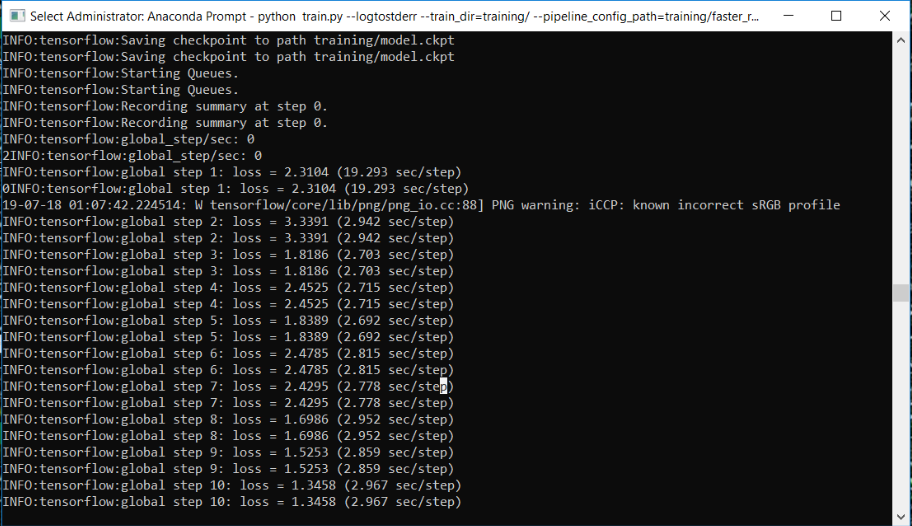 Select Administrator: Anaconda Prompt - python  train.py --logtostderr --train_dir=training/ --pipeline_config_path=training/faster_r...
INFO:tensorflow:Saving checkpoint to path training/model.ckpt
INFO:tensorflow:Saving checkpoint to path training/model.ckpt
INFO:tensorflow:Starting Queues.
INFO:tensorflow:Starting Queues.
INFO:tensorflow:Recording summary at step 0.
INFO:tensorflow:Recording summary at step 0.
INFO:tensorflow:global_step/sec: 0
2INFO:tensorflow:global_step/sec: 0
INFO:tensorflow:global step 1: loss = 2.3104 (19.293 sec/step)
0INFO:tensorflow:global step 1: loss = 2.3104 (19.293 sec/step)
19-07-18 01:07:42.224514: W tensorflow/core/lib/png/png_io.cc:88] PNG warning: iCCP: known incorrect sRGB profile
INFO:tensorflow:global step 2: loss = 3.3391 (2.942 sec/step)
INFO:tensorflow:global step 2: loss = 3.3391 (2.942 sec/step)
INFO:tensorflow:global step 3: loss = 1.8186 (2.703 sec/step)
INFO:tensorflow:global step 3: loss = 1.8186 (2.703 sec/step)
INFO:tensorflow:global step 4: loss = 2.4525 (2.715 sec/step)
INFO:tensorflow:global step 4: loss = 2.4525 (2.715 sec/step)
INFO:tensorflow:global step 5: loss = 1.8389 (2.692 sec/step)
INFO:tensorflow:global step 5: loss = 1.8389 (2.692 sec/step)
INFO:tensorflow:global step 6: loss = 2.4785 (2.815 sec/step)
INFO:tensorflow:global step 6: loss = 2.4785 (2.815 sec/step)
INFO:tensorflow:global step 7: loss = 2.4295 (2.778 sec/step)
INFO:tensorflow:global step 7: loss = 2.4295 (2.778 sec/step)
INFO:tensorflow:global step 8: loss = 1.6986 (2.952 sec/step)
INFO:tensorflow:global step 8: loss = 1.6986 (2.952 sec/step)
INFO:tensorflow:global step 9: loss = 1.5253 (2.859 sec/step)
INFO:tensorflow:global step 9: loss = 1.5253 (2.859 sec/step)
INFO:tensorflow:global step 10: loss = 1.3458 (2.967 sec/step)
INFO:tensorflow:global step 10: loss = 1.3458 (2.967 sec/step)